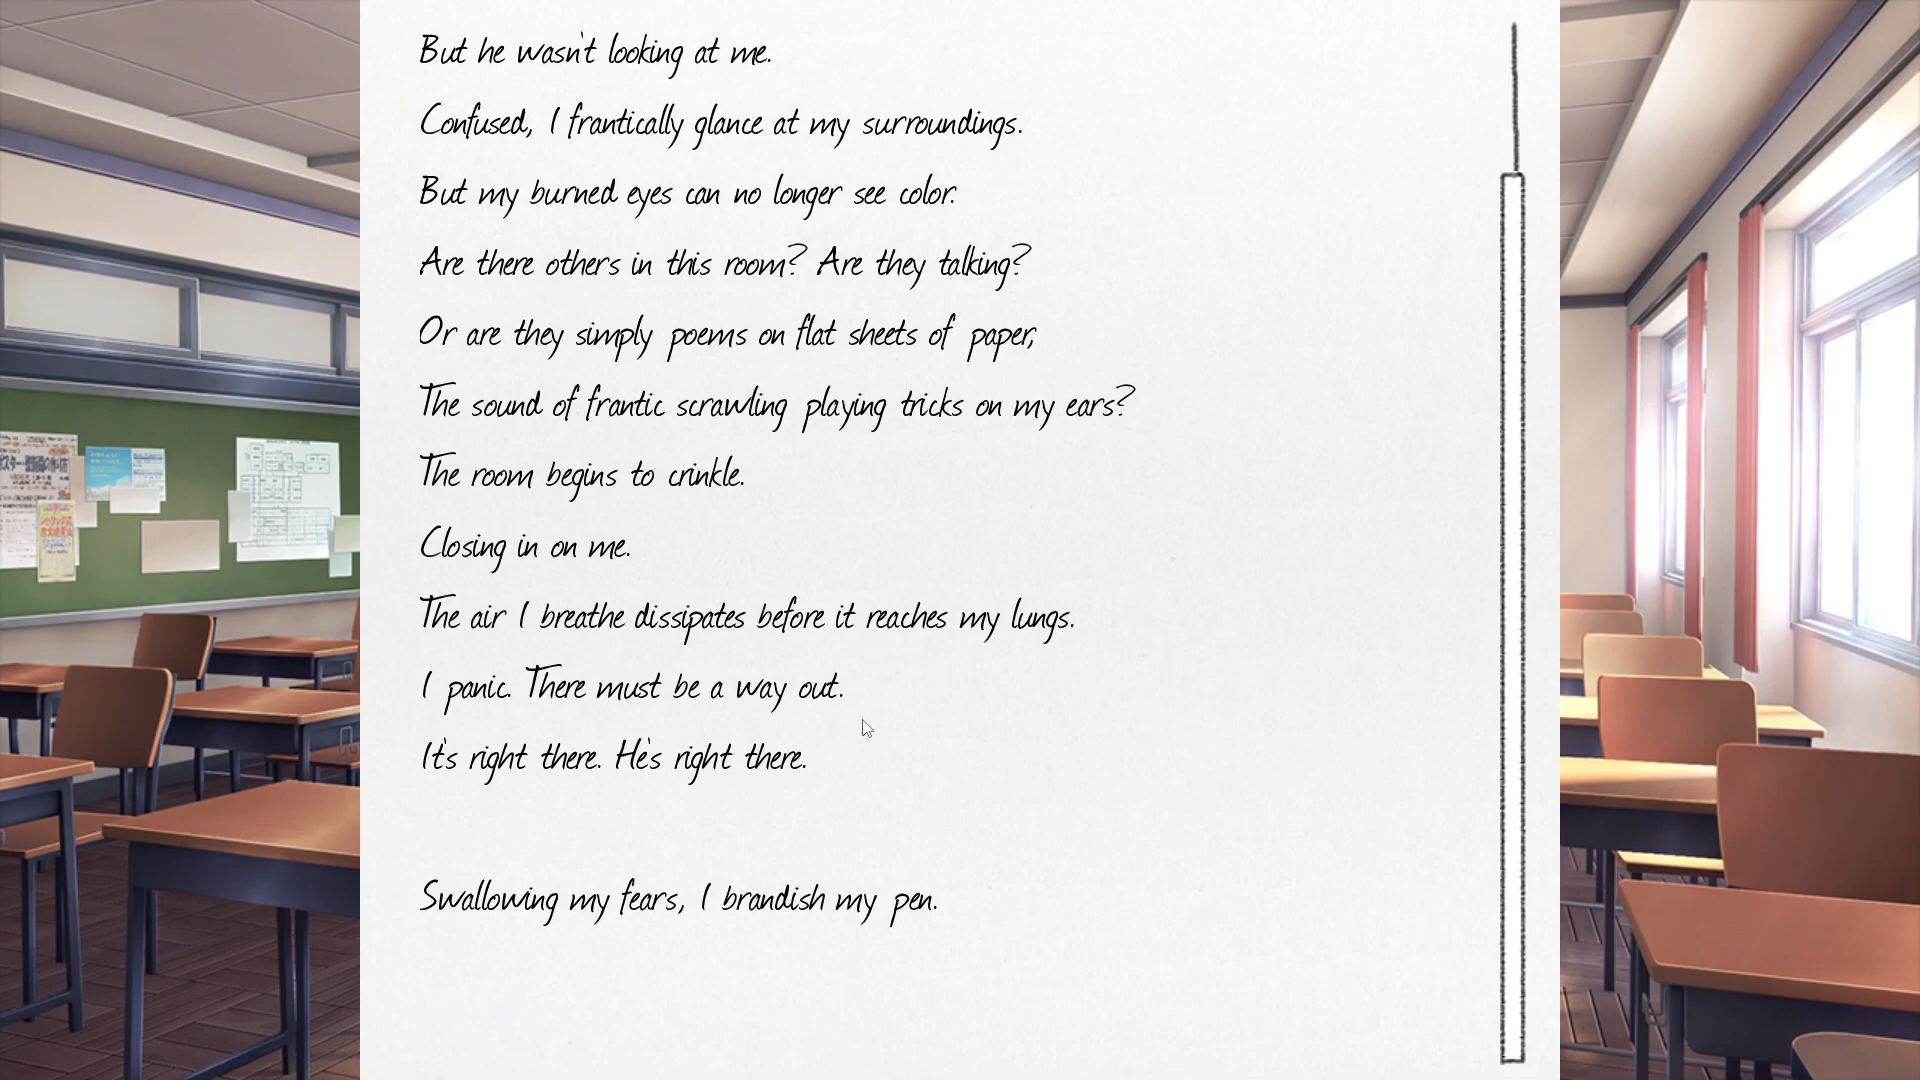 But he wasn't looking at me.
Confused, I frantically glance at my surroundings.
But my burned eyes can no longer see color.
Are there others in this room? Are they talking?
Or are they simply poems on flat sheets of paper,
The sound of frantic scrawling playing tricks on my ears?
The room begins to crinkle.
Closing in on me.
The air I breathe dissipates before it reaches my lungs.
I panic. There must be a way out.
It's right there. He's right there.
Swallowing my fears, I brandish my pen.